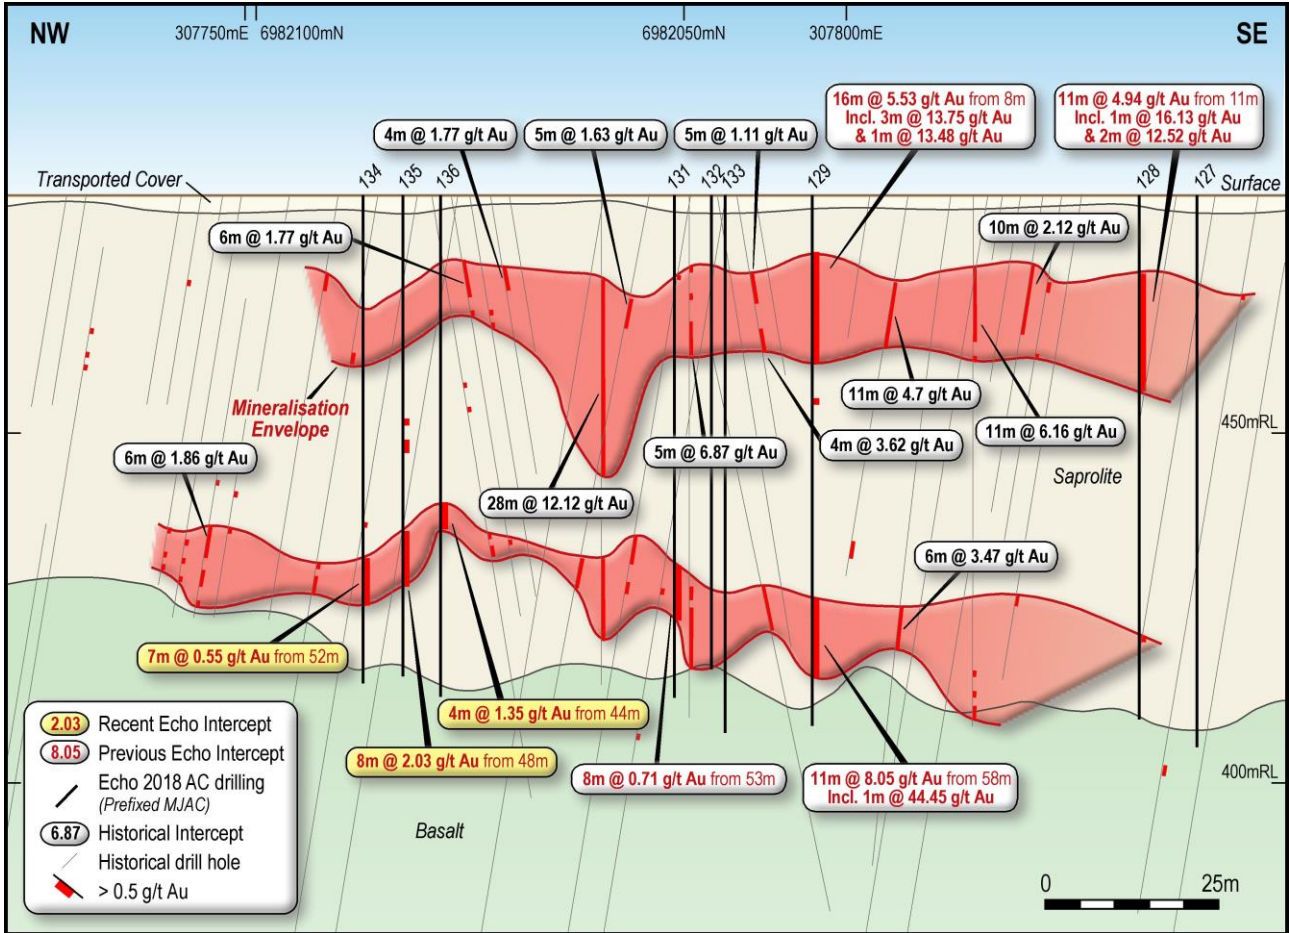 NW
307750mE
6982100mN
6982050mN
307800mE
SE
16m @ 5.53 g/t Au from 8m
Incl. 3m @ 13.75 g/t Au
& 1m @ 13.48 g/t Au
11m @ 4.94 g/t Au from 11m
Incl. 1m @ 16.13 g/t Au
& 2m @ 12.52 g/t Au
4m @ 1.77 g/t Au
5m @ 1.63 g/t Au
5m @ 1.11 g/t Au
Transported Cover
134
135
136
131
132
133
129
128
127
Surface
6m @ 1.77 g/t Au
10m @ 2.12 g/t Au
Mineralisation
Envelope
11m @ 4.7 g/t Au
450mRL
11m @ 6.16 g/t Au
4m @ 3.62 g/t Au
5m @ 6.87 g/t Au
6m @ 1.86 g/t Au
Saprolite
28m @ 12.12 g/t Au
6m @ 3.47 g/t Au
7m @ 0.55 g/t Au from 52m
4m @ 1.35 g/t Au from 44m
8m @ 2.03 g/t Au from 48m
8m @ 0.71 g/t Au from 53m
11m @ 8.05 g/t Au from 58m
Incl. 1m @ 44.45 g/t Au
400mRL
Basalt
2.03 Recent Echo Intercept
8.05 Previous Echo Intercept
Echo 2018 AC drilling
(Prefixed MJAC)
6.87 Historical Intercept
Historical drill hole
> 0.5 g/t Au
0 25m